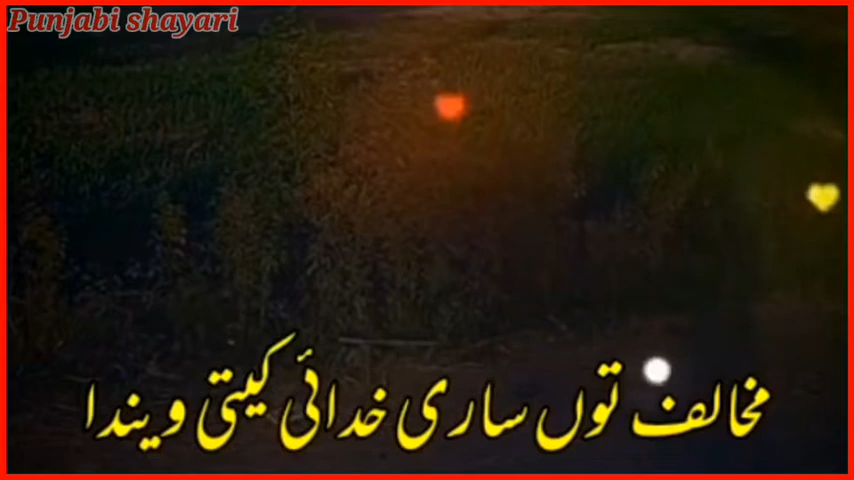 Punjabi shayari
مخالف توں ساری خدائی کیتی ویندا